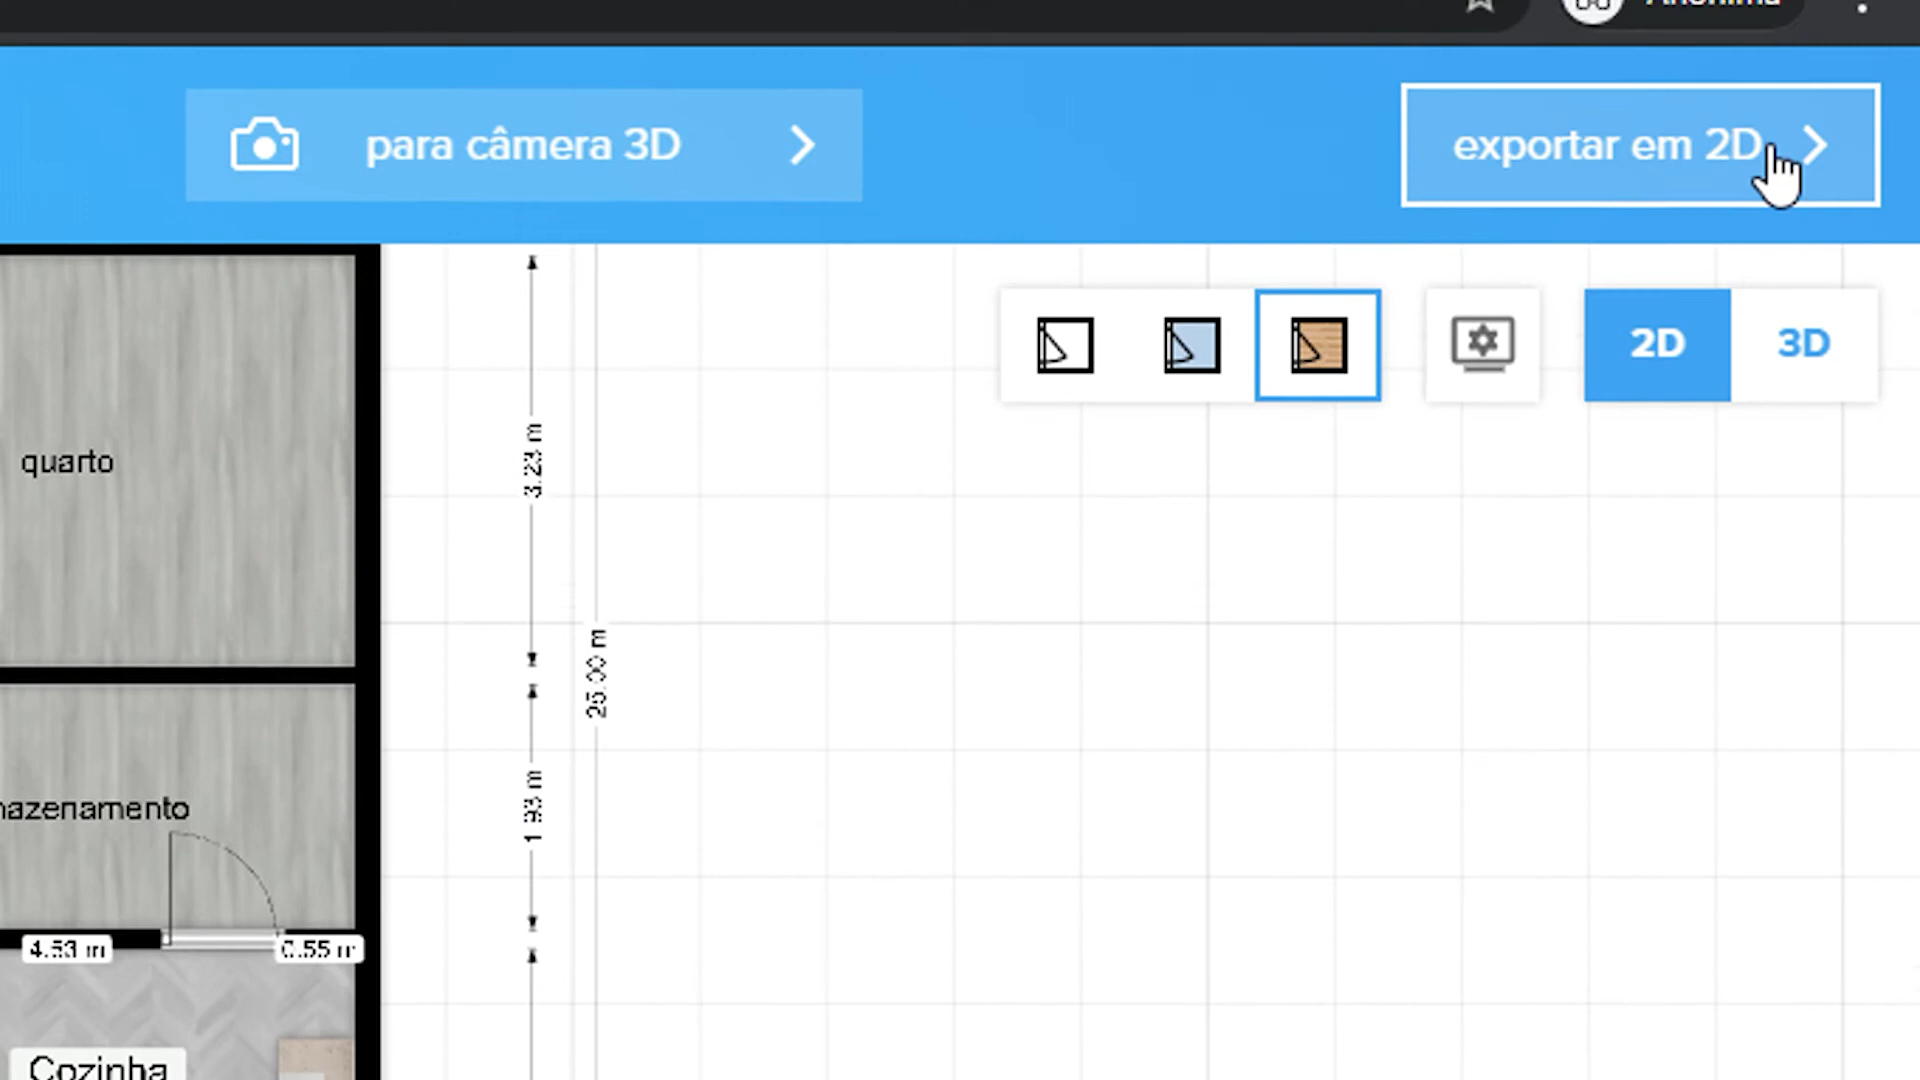 para câmera 3D
exportar em 2D
2D
3D
quarto
3.23 m
25.00 m
1.93 m
4.53 m
0.55 m
Cozinha